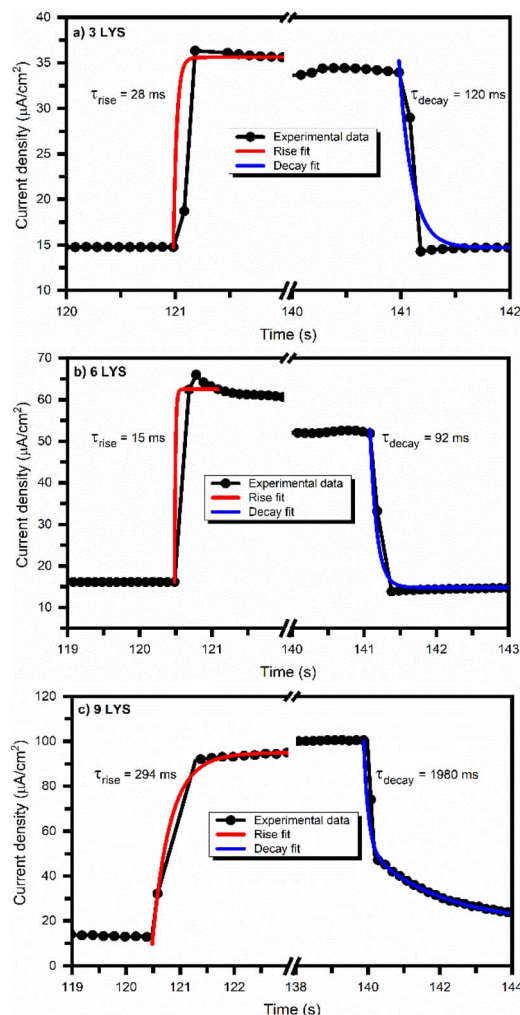 a) 3 LYS
40
35
30
25
20
15
10
Current density (µA/cm²)
τrise = 28 ms
τdecay = 120 ms
Experimental data
Rise fit
Decay fit
120 121 140 141 142
Time (s)
b) 6 LYS
70
60
50
40
30
20
10
Current density (µA/cm²)
τrise = 15 ms
τdecay = 92 ms
Experimental data
Rise fit
Decay fit
119 120 121 140 141 142 143
Time (s)
c) 9 LYS
120
100
80
60
40
20
0
Current density (µA/cm²)
τrise = 294 ms
τdecay = 1980 ms
Experimental data
Rise fit
Decay fit
119 120 121 122 138 140 142 144
Time (s)